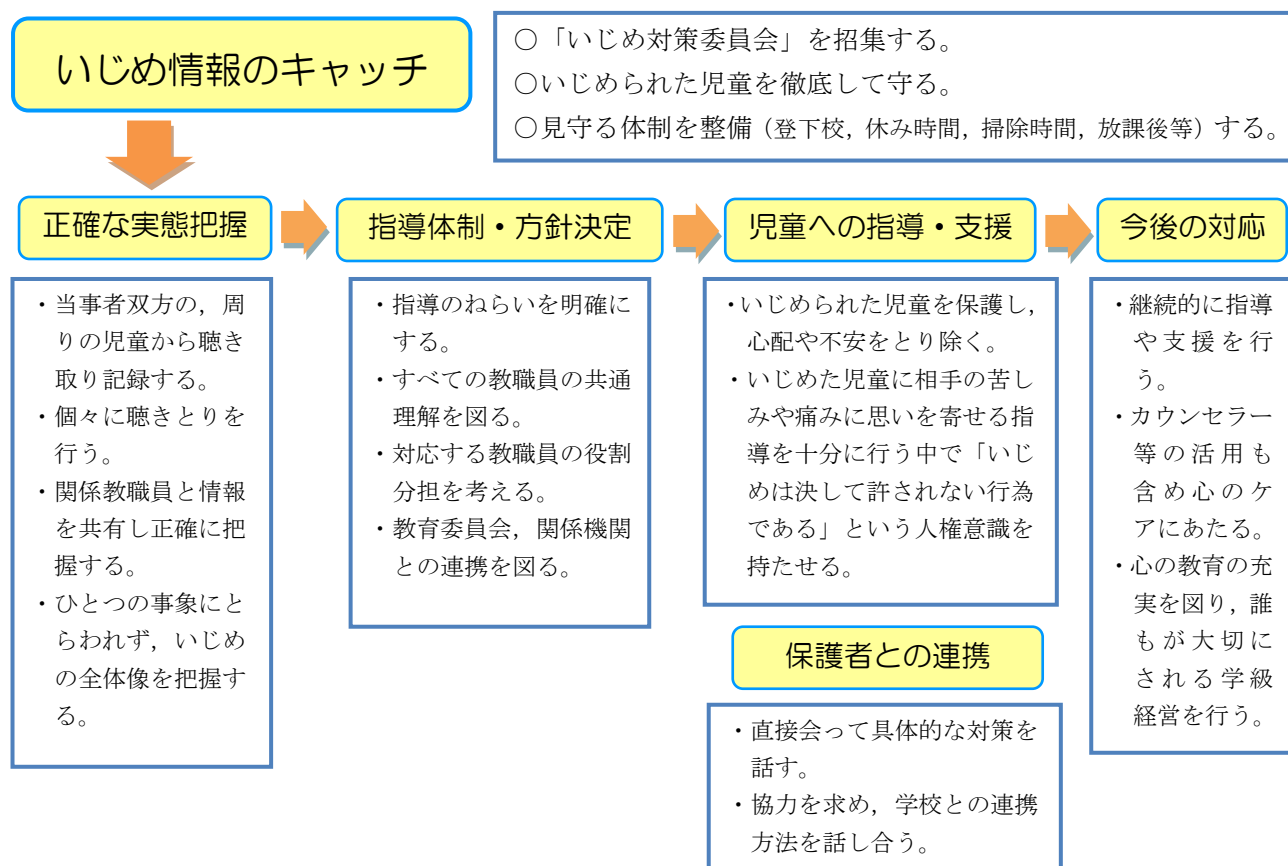 いじめ情報のキャッチ
○「いじめ対策委員会」を招集する。
○いじめられた児童を徹底して守る。
○見守る体制を整備（登下校，休み時間，掃除時間，放課後等）する。
正確な実態把握
・当事者双方の，周
りの児童から聴き
取り記録する。
・個々に聴きとりを
行う。
・関係教職員と情報
を共有し正確に把
握する。
・ひとつの事象にと
らわれず，いじめ
の全体像を把握す
る。
指導体制・方針決定
・指導のねらいを明確に
する。
・すべての教職員の共通
理解を図る。
・対応する教職員の役割
分担を考える。
・教育委員会，関係機関
との連携を図る。
児童への指導・支援
・いじめられた児童を保護し，
心配や不安をとり除く。
・いじめた児童に相手の苦し
みや痛みに思いを寄せる指
導を十分に行う中で「いじ
めは決して許されない行為
である」という人権意識を
持たせる。
保護者との連携
・直接会って具体的な対策を
話す。
・協力を求め，学校との連携
方法を話し合う。
今後の対応
・継続的に指導
や支援を行
う。
・カウンセラー
等の活用も
含め心のケ
アにあたる。
・心の教育の充
実を図り，誰
もが大切に
される学級
経営を行う。